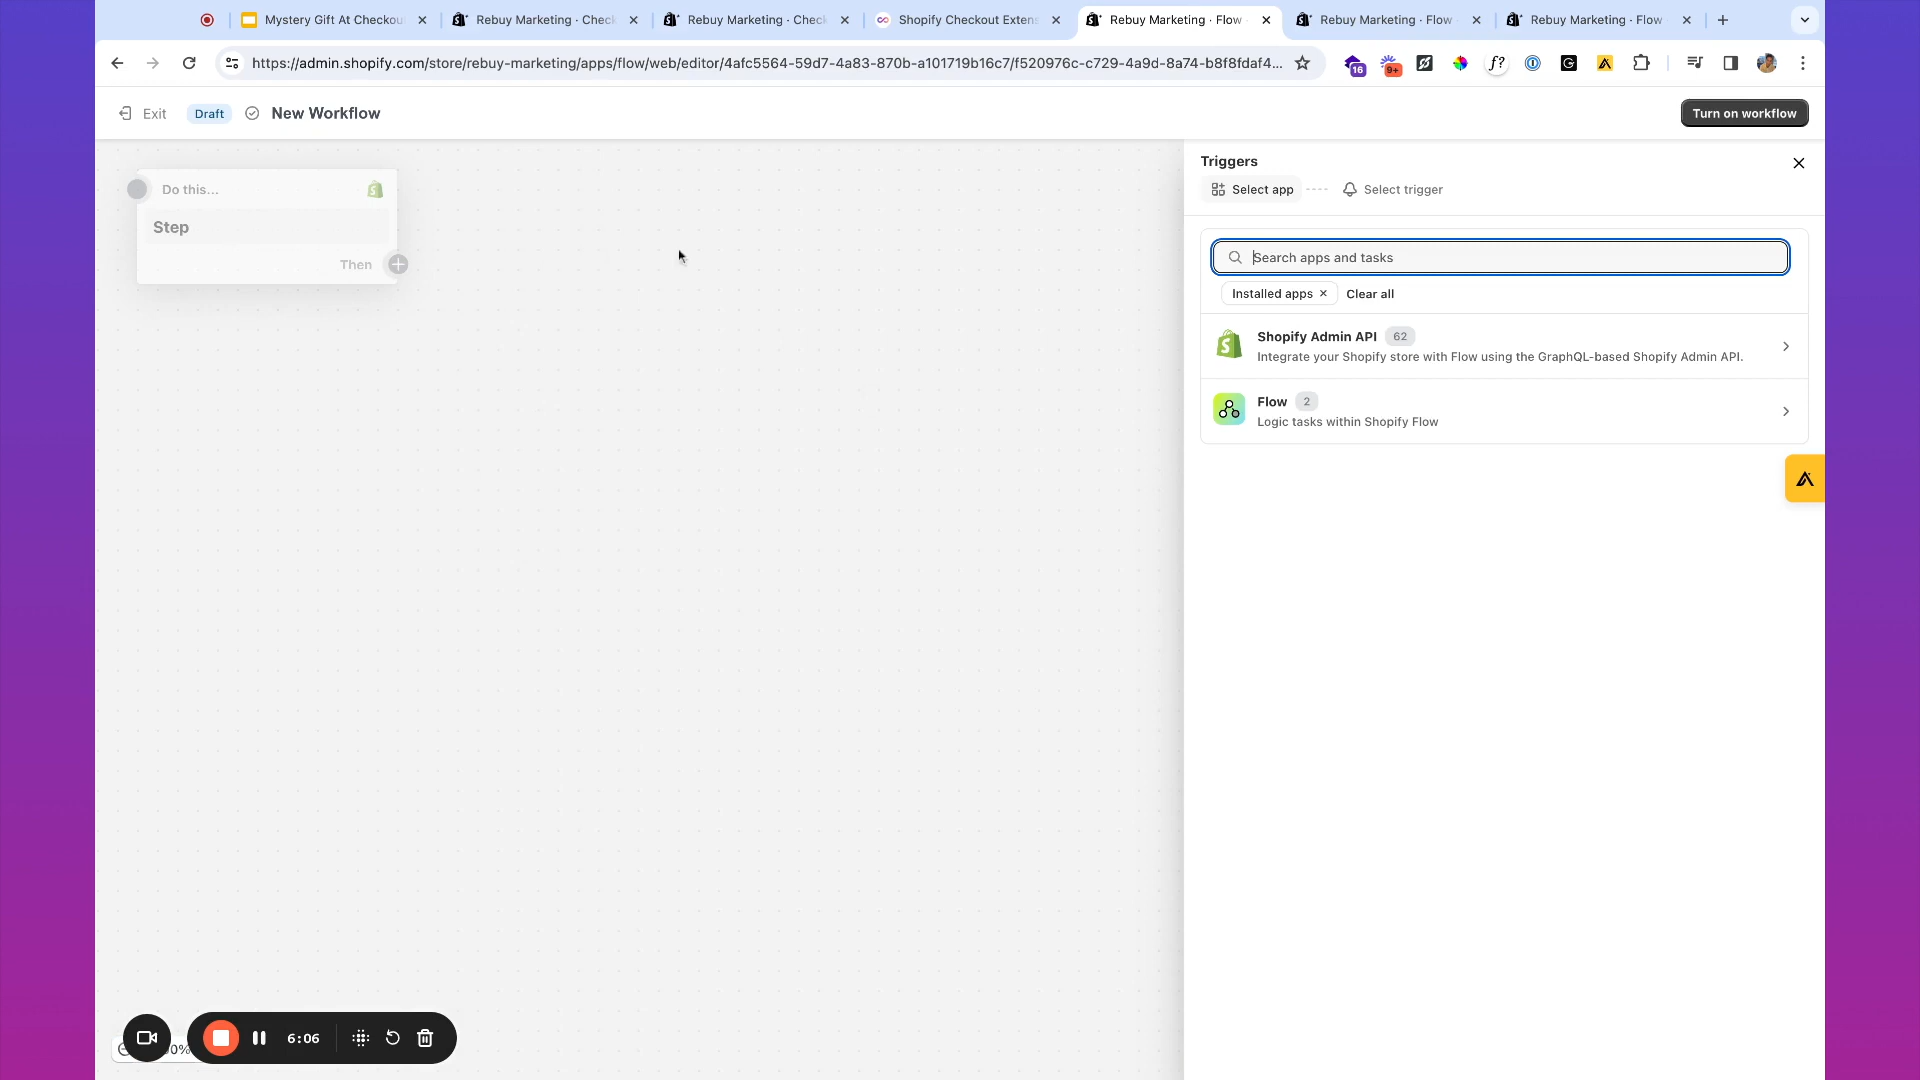 Mystery Gift At Checkou
Rebuy Marketing · Check
Rebuy Marketing · Check
Shopify Checkout Extens
Rebuy Marketing · Flow
Rebuy Marketing · Flow
Rebuy Marketing · Flow
https://admin.shopify.com/store/rebuy-marketing/apps/flow/web/editor/4afc5564-59d7-4a83-870b-a101719b16c7/f520976c-c729-4a9d-8a74-b8f8fdaf4...
16
9+
f?
Exit
Draft
New Workflow
Turn on workflow
Do this...
Step
Then
Triggers
Select app
Select trigger
Search apps and tasks
Installed apps
Clear all
Shopify Admin API 62
Integrate your Shopify store with Flow using the GraphQL-based Shopify Admin API.
Flow 2
Logic tasks within Shopify Flow
6:06